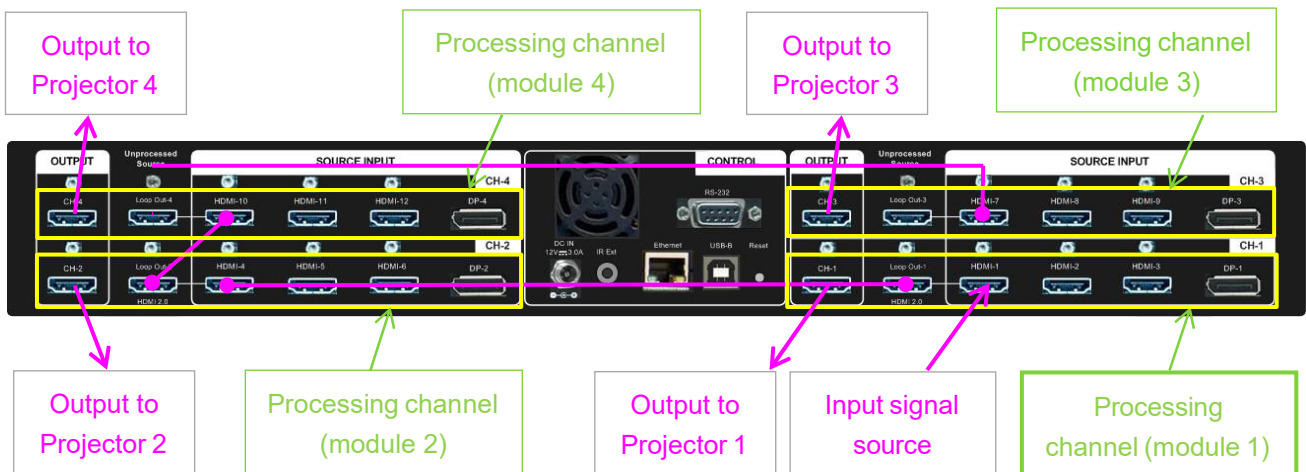 Output to
Projector 4
Processing channel
(module 4)
Output to
Projector 3
Processing channel
(module 3)
OUTPUT
Unprocessed
Source
SOURCE INPUT
CH-4
CH-4
Loop Out-4
HDMI-10
HDMI-11
HDMI-12
DP-4
CH-2
CH-2
Loop Out-
HDMI 2.0
HDMI-4
HDMI-5
HDMI-6
DP-2
CONTROL
RS-232
DC IN
12V⎓3.0A
IR Ext
Ethernet
USB-B
Reset
OUTPUT
Unprocessed
Source
SOURCE INPUT
CH-3
CH-3
Loop Out-3
HDMI-7
HDMI-8
HDMI-9
DP-3
CH-1
CH-1
Loop Out-1
HDMI 2.0
HDMI-1
HDMI-2
HDMI-3
DP-1
Output to
Projector 2
Processing channel
(module 2)
Output to
Projector 1
Input signal
source
Processing
channel (module 1)